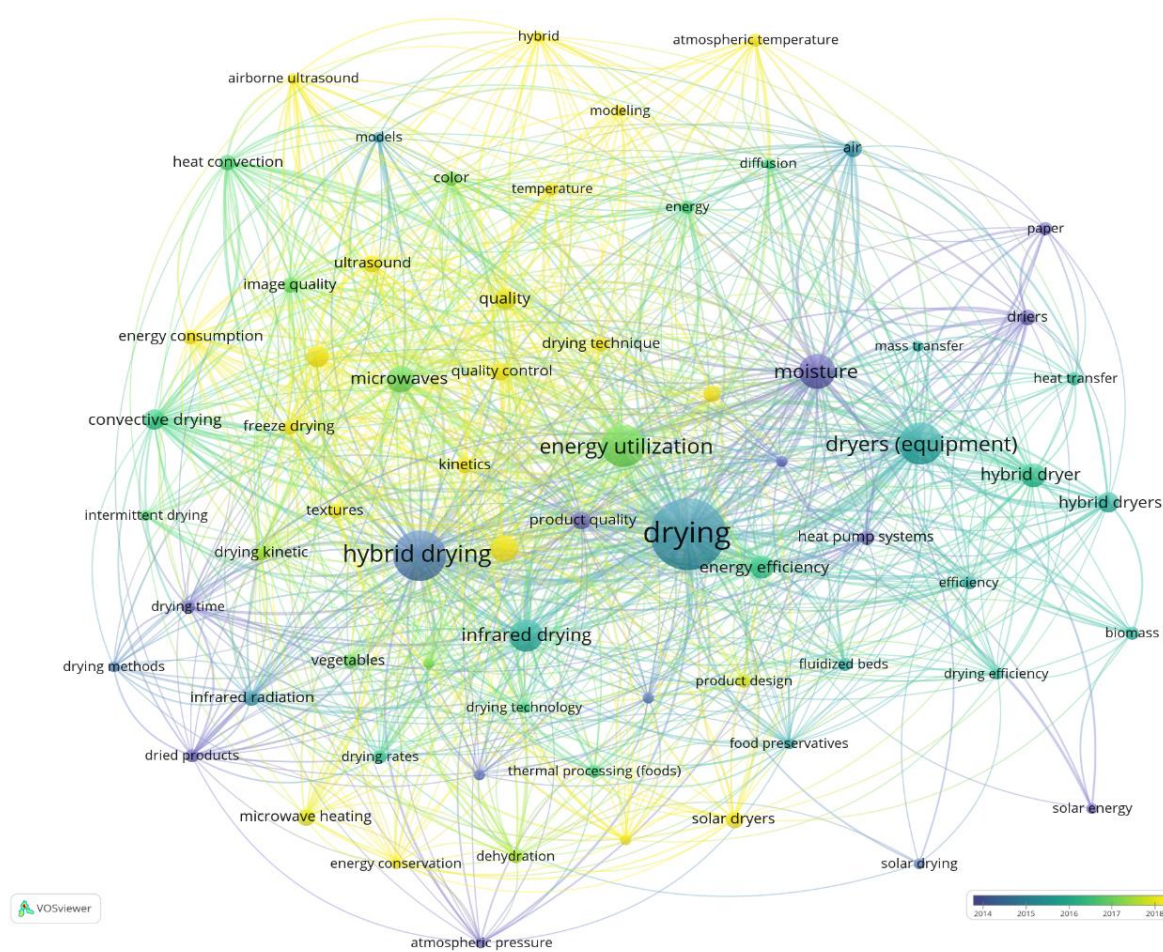 hybrid
atmospheric temperature
airborne ultrasound
modeling
models
air
heat convection
diffusion
color
temperature
energy
paper
ultrasound
image quality
quality
driers
energy consumption
drying technique
mass transfer
quality control
moisture
microwaves
heat transfer
convective drying
freeze drying
energy utilization
dryers (equipment)
kinetics
hybrid dryer
hybrid dryers
textures
intermittent drying
product quality
drying
heat pump systems
drying kinetic
hybrid drying
energy efficiency
efficiency
drying time
infrared drying
biomass
vegetables
fluidized beds
drying methods
product design
drying efficiency
infrared radiation
drying technology
food preservatives
dried products
drying rates
thermal processing (foods)
solar energy
microwave heating
solar dryers
energy conservation
dehydration
solar drying
VOSviewer
2014 2015 2016 2017 2018
atmospheric pressure